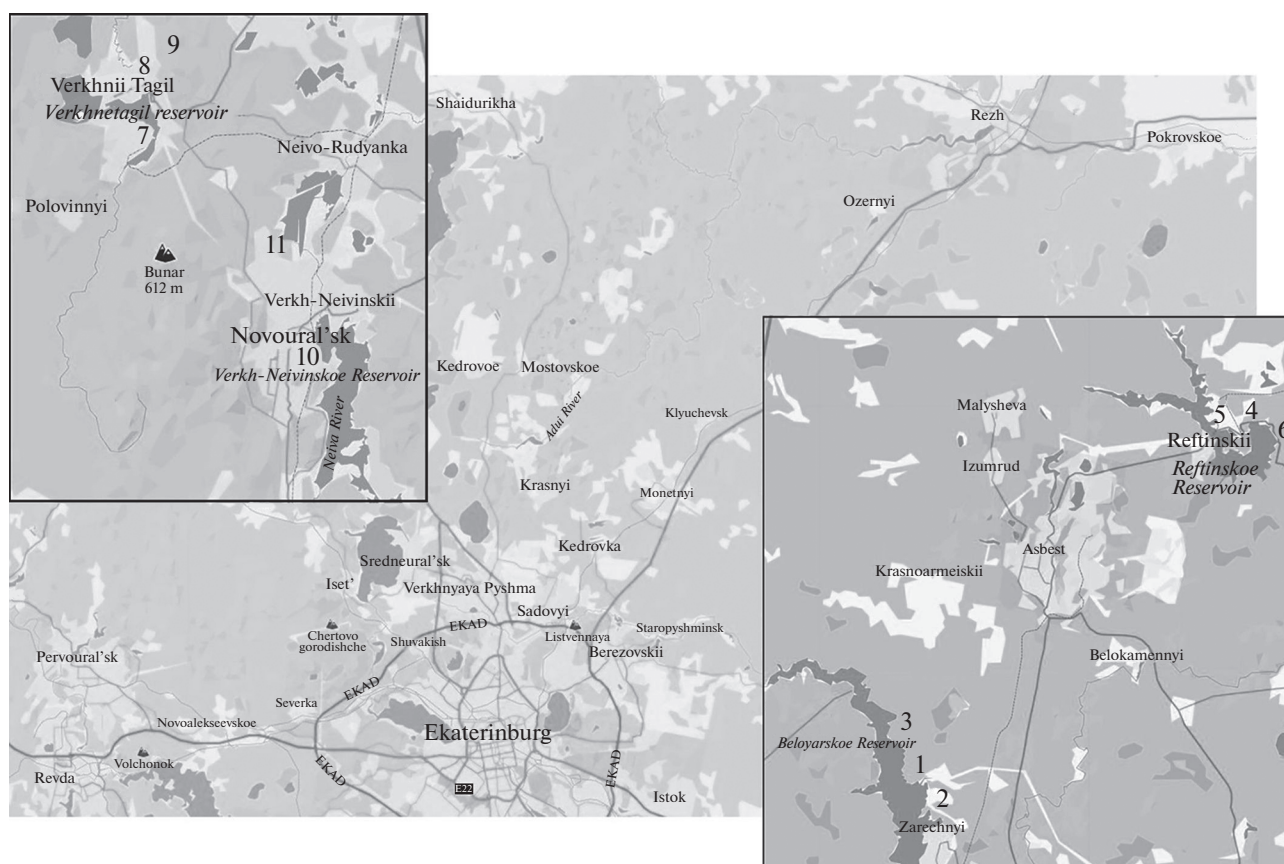 9
8
Verkhnii Tagil
Verkhnetagil reservoir
7
Neivo-Rudyanka
Polovinnyi
11
Bunar
612 m
Verkh-Neivinskii
Novoural'sk
10
Verkh-Neivinskoe Reservoir
Neiva River
Shaidurikha
Rezh
Pokrovskoe
Ozernyi
Kedrovoe
Mostovskoe
Adui River
Klyuchevsk
Krasnyi
Monetnyi
Kedrovka
Sredneural'sk
Iset'
Verkhnyaya Pyshma
Sadovyi
EKAD
Chertovo
gorodishche
Shuvakish
Listvennaya
Staropyshminsk
Pervoural'sk
Berezovskii
EKAD
Severka
Novoalekseevskoe
Ekaterinburg
Volchonok
Revda
EKAD
E22
EKAD
Istok
Malysheva
5
4
6
Reftinskii
Izumrud
Reftinskoe
Reservoir
Asbest
Krasnoarmeiskii
Belokamennyi
3
Beloyarskoe Reservoir
1
2
Zarechnyi